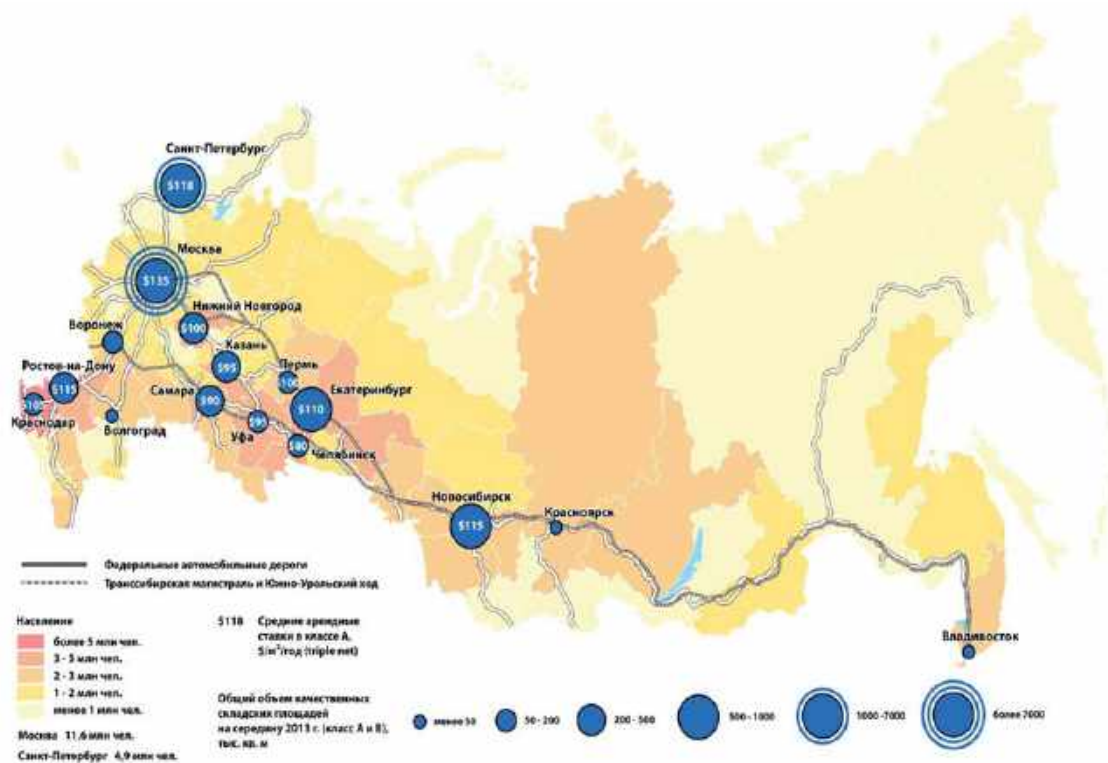 Санкт-Петербург
$118
Москва
$135
Нижний Новгород
$100
Воронеж
Казань
$95
Ростов-на-Дону
$115
Пермь
$100
Самара
$90
Екатеринбург
$110
Краснодар
Волгоград
Уфа
Челябинск
$80
Новосибирск
$115
Красноярск
Владивосток
Федеральные автомобильные дороги
Транссибирская магистраль и Южно-Уральский ход
Население
более 5 млн чел.
3 - 5 млн чел.
2 - 3 млн чел.
1 - 2 млн чел.
менее 1 млн чел.
Москва 11,6 млн чел.
Санкт-Петербург 4,9 млн чел.
$118 Средние арендные
ставки в классе А,
$/м²/год (triple net)
Общий объем качественных
складских площадей
на середину 2013 г. (класс А и В),
тыс. кв. м
менее 50
50 - 200
200 - 500
500 - 1000
1000 - 7000
более 7000